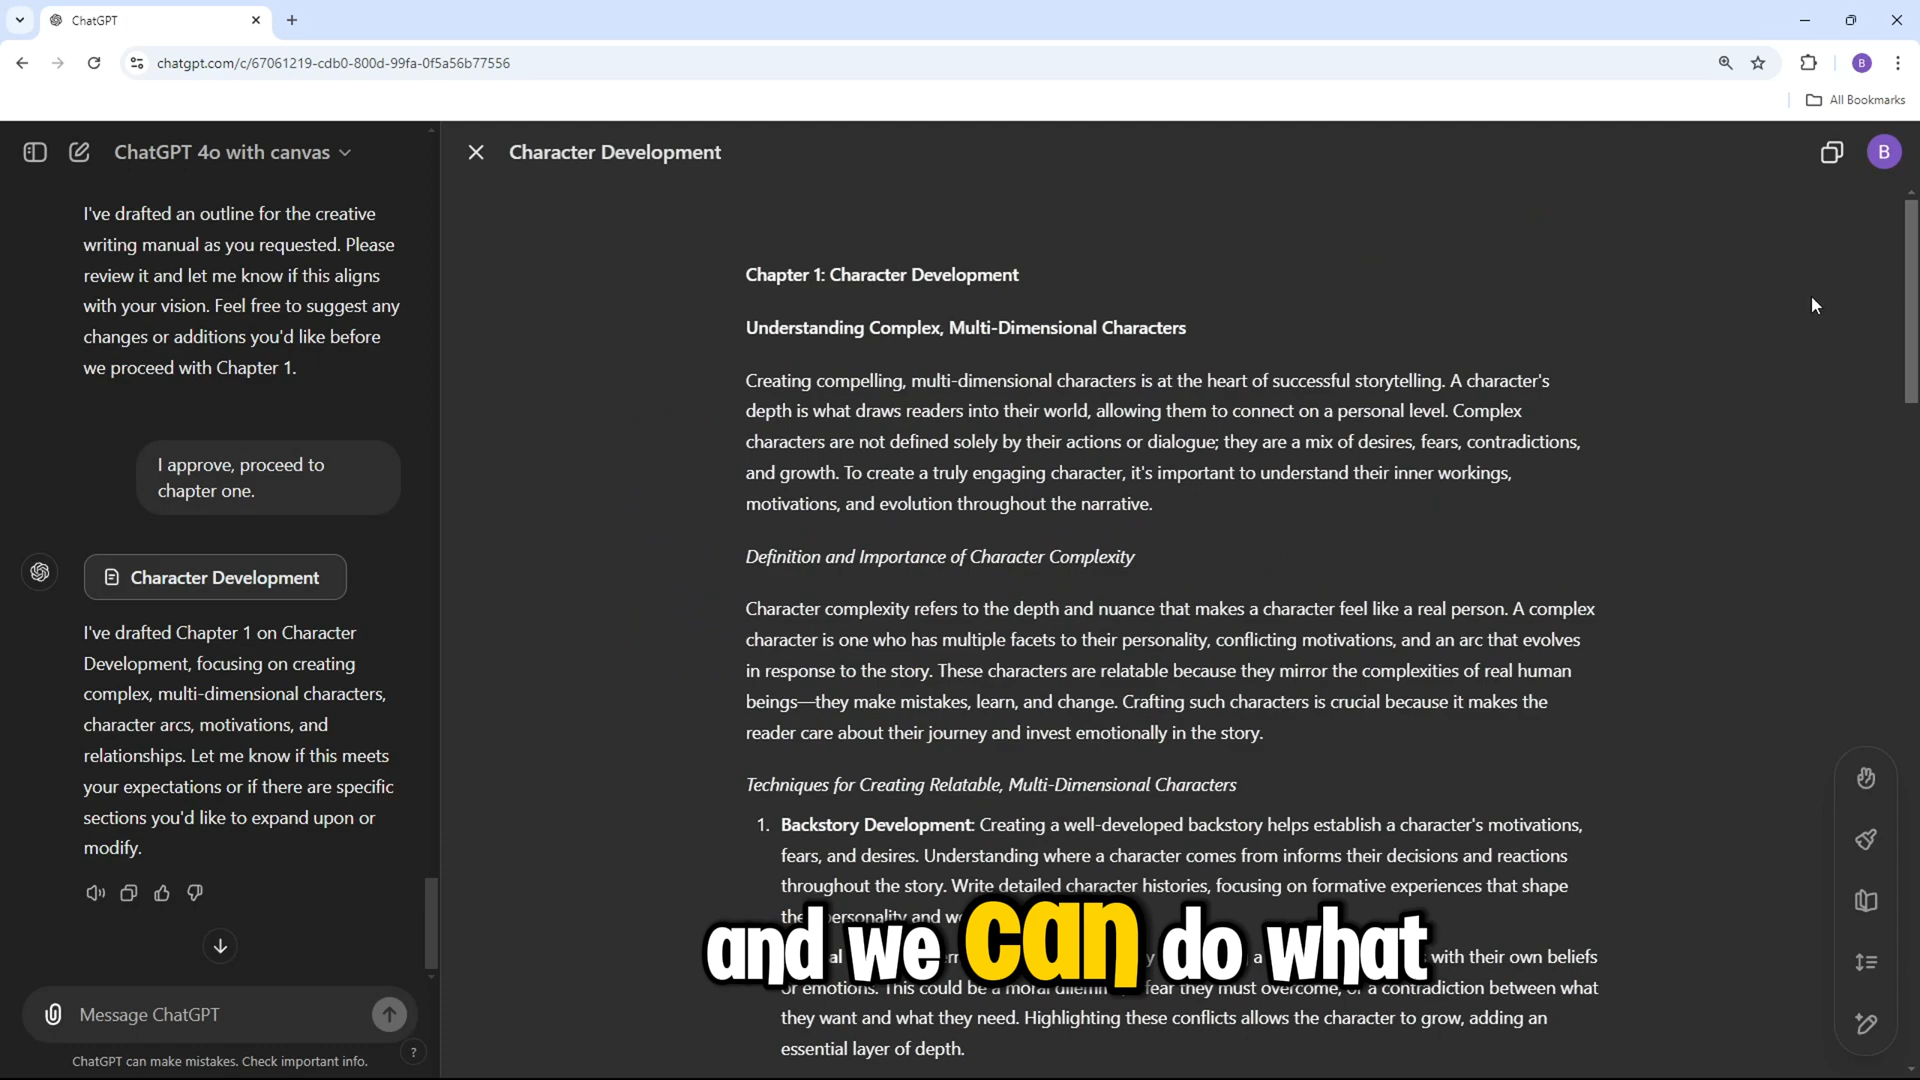 ChatGPT
chatgpt.com/c/67061219-cdb0-800d-99fa-0f5a56b77556
B
All Bookmarks
ChatGPT 4o with canvas
I've drafted an outline for the creative
writing manual as you requested. Please
review it and let me know if this aligns
with your vision. Feel free to suggest any
changes or additions you'd like before
we proceed with Chapter 1.
I approve, proceed to
chapter one.
Character Development
I've drafted Chapter 1 on Character
Development, focusing on creating
complex, multi-dimensional characters,
character arcs, motivations, and
relationships. Let me know if this meets
your expectations or if there are specific
sections you'd like to expand upon or
modify.
Message ChatGPT
ChatGPT can make mistakes. Check important info.
?
Character Development
B
Chapter 1: Character Development
Understanding Complex, Multi-Dimensional Characters
Creating compelling, multi-dimensional characters is at the heart of successful storytelling. A character's
depth is what draws readers into their world, allowing them to connect on a personal level. Complex
characters are not defined solely by their actions or dialogue; they are a mix of desires, fears, contradictions,
and growth. To create a truly engaging character, it's important to understand their inner workings,
motivations, and evolution throughout the narrative.
Definition and Importance of Character Complexity
Character complexity refers to the depth and nuance that makes a character feel like a real person. A complex
character is one who has multiple facets to their personality, conflicting motivations, and an arc that evolves
in response to the story. These characters are relatable because they mirror the complexities of real human
beings—they make mistakes, learn, and change. Crafting such characters is crucial because it makes the
reader care about their journey and invest emotionally in the story.
Techniques for Creating Relatable, Multi-Dimensional Characters
1. Backstory Development: Creating a well-developed backstory helps establish a character's motivations,
fears, and desires. Understanding where a character comes from informs their decisions and reactions
throughout the story. Write detailed character histories, focusing on formative experiences that shape
personality and
with their own beliefs
or emotions. This could be a moral fear they must overcome, or a contradiction between what
they want and what they need. Highlighting these conflicts allows the character to grow, adding an
essential layer of depth.
and we can do what